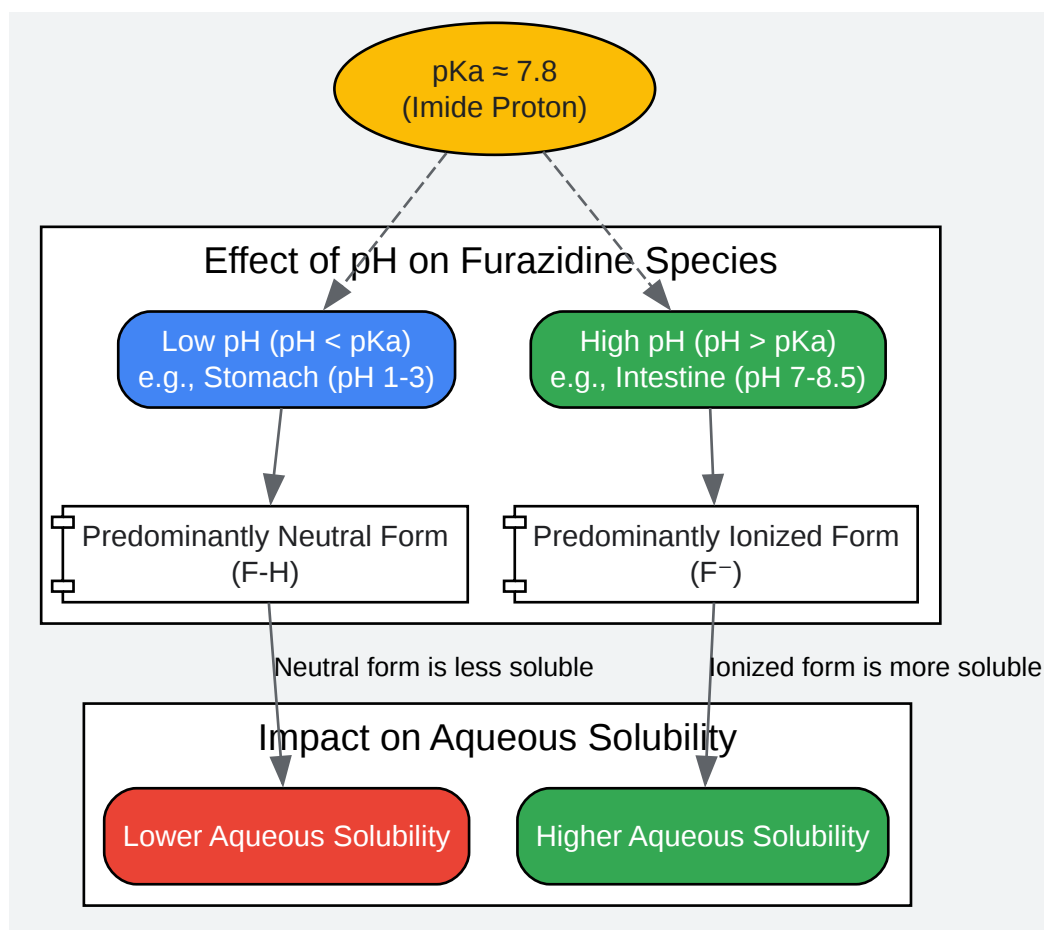 pKa ≈ 7.8
(Imide Proton)
Effect of pH on Furazidine Species
Low pH (pH < pKa)
e.g., Stomach (pH 1-3)
High pH (pH > pKa)
e.g., Intestine (pH 7-8.5)
Predominantly Neutral Form
(F-H)
Predominantly Ionized Form
(F⁻)
Neutral form is less soluble
Ionized form is more soluble
Impact on Aqueous Solubility
Lower Aqueous Solubility
Higher Aqueous Solubility